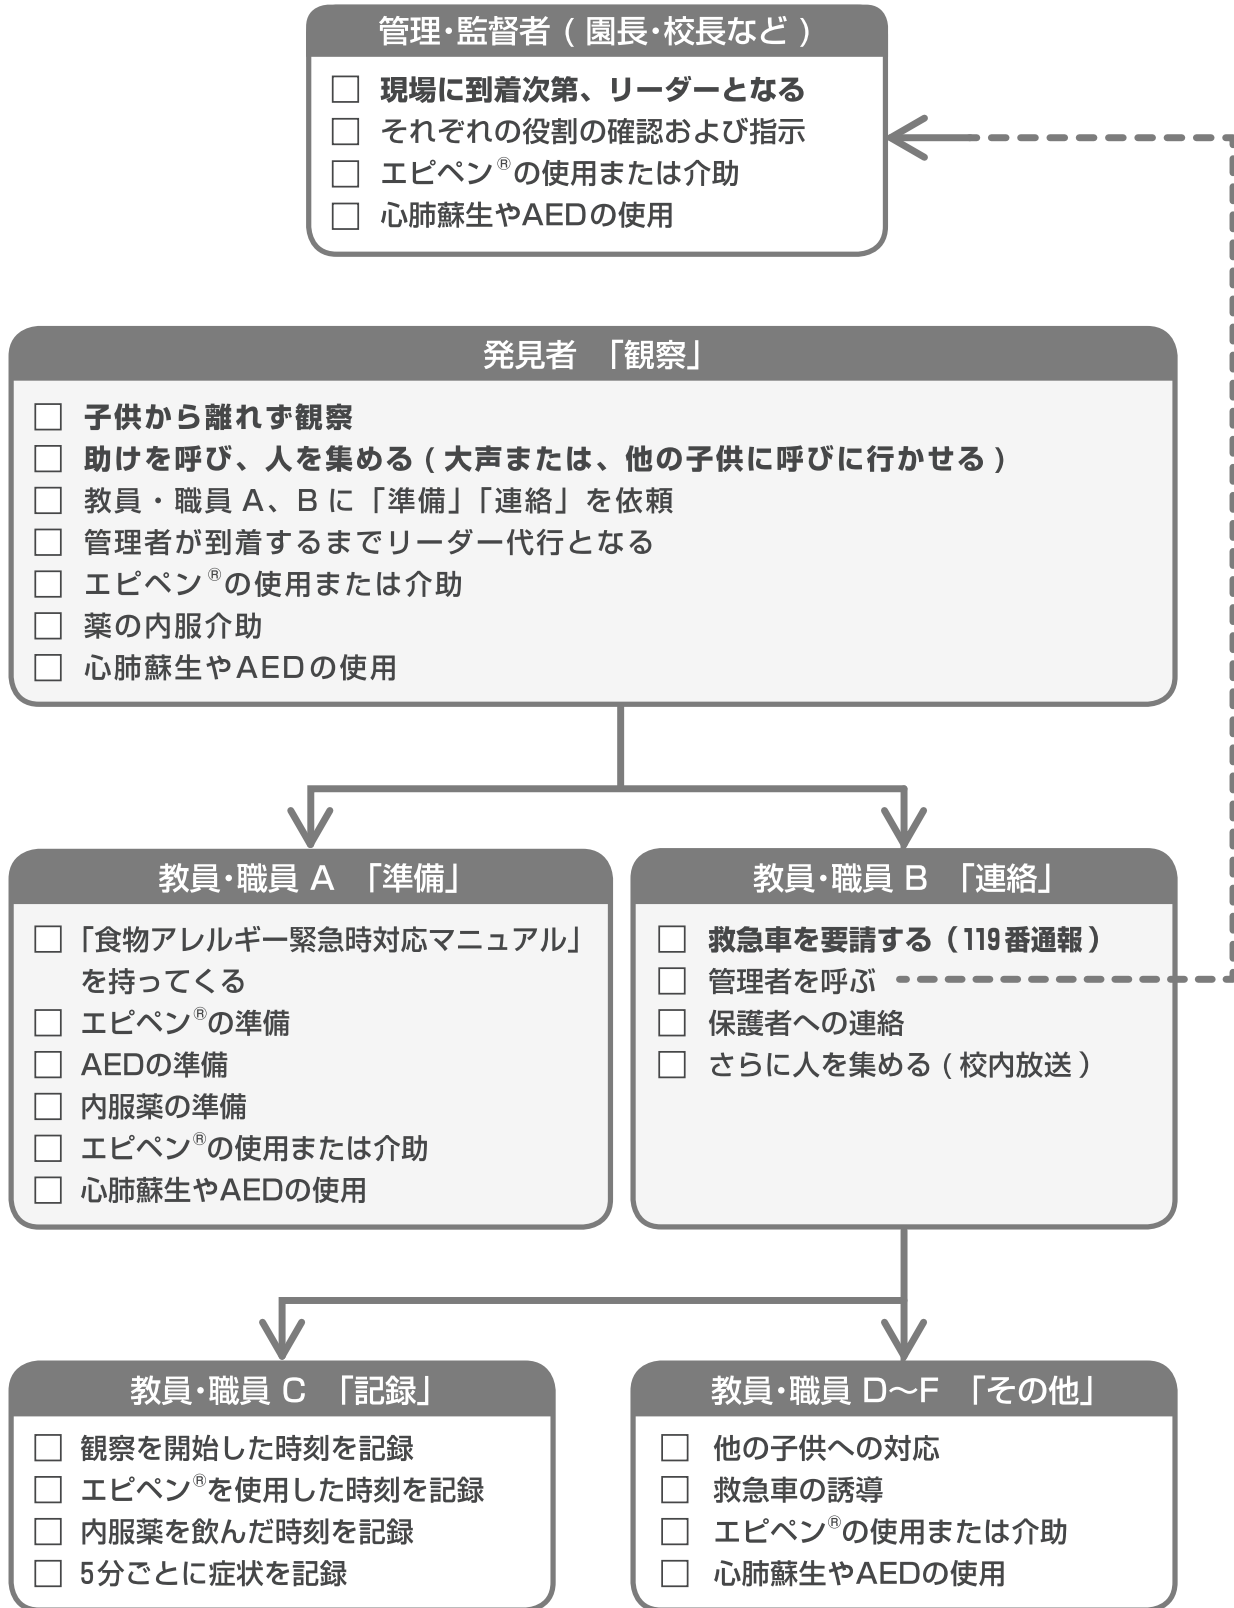 管理・監督者（園長・校長など）
□ 現場に到着次第、リーダーとなる
□ それぞれの役割の確認および指示
□ エピペン®の使用または介助
□ 心肺蘇生やAEDの使用
発見者 「観察」
□ 子供から離れず観察
□ 助けを呼び、人を集める（大声または、他の子供に呼びに行かせる）
□ 教員・職員 A、B に「準備」「連絡」を依頼
□ 管理者が到着するまでリーダー代行となる
□ エピペン®の使用または介助
□ 薬の内服介助
□ 心肺蘇生やAEDの使用
教員・職員 A 「準備」
□ 「食物アレルギー緊急時対応マニュアル」
を持ってくる
□ エピペン®の準備
□ AEDの準備
□ 内服薬の準備
□ エピペン®の使用または介助
□ 心肺蘇生やAEDの使用
教員・職員 B 「連絡」
□ 救急車を要請する（119番通報）
□ 管理者を呼ぶ
□ 保護者への連絡
□ さらに人を集める（校内放送）
教員・職員 C 「記録」
□ 観察を開始した時刻を記録
□ エピペン®を使用した時刻を記録
□ 内服薬を飲んだ時刻を記録
□ 5分ごとに症状を記録
教員・職員 D〜F 「その他」
□ 他の子供への対応
□ 救急車の誘導
□ エピペン®の使用または介助
□ 心肺蘇生やAEDの使用